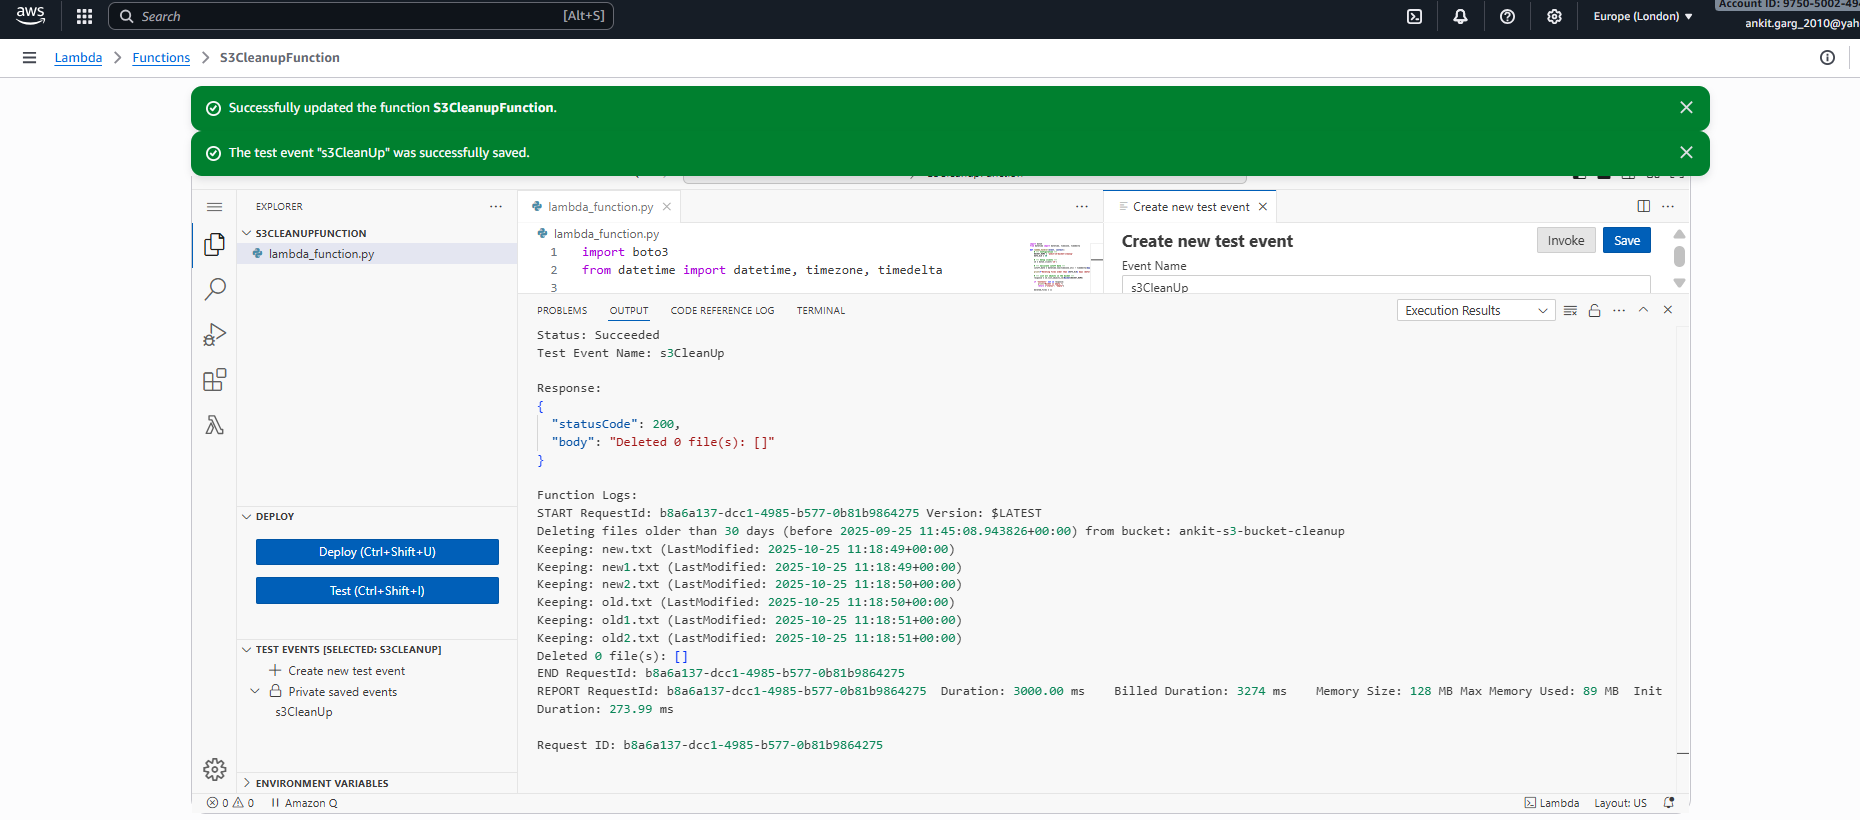 aws
Search
[Alt+S]
Europe (London)
Account ID: 9750-5002-49
ankit.garg_2010@yah
Lambda
Functions
S3CleanupFunction
Successfully updated the function S3CleanupFunction.
The test event "s3CleanUp" was successfully saved.
EXPLORER
S3CLEANUPFUNCTION
lambda_function.py
lambda_function.py
lambda_function.py
1 import boto3
2 from datetime import datetime, timezone, timedelta
3
Create new test event
Create new test event
Invoke
Save
Event Name
s3CleanUp
PROBLEMS
OUTPUT
CODE REFERENCE LOG
TERMINAL
Execution Results
Status: Succeeded
Test Event Name: s3CleanUp
Response:
{
"statusCode": 200,
"body": "Deleted 0 file(s): []"
}
Function Logs:
START RequestId: b8a6a137-dcc1-4985-b577-0b81b9864275 Version: $LATEST
Deleting files older than 30 days (before 2025-09-25 11:45:08.943826+00:00) from bucket: ankit-s3-bucket-cleanup
Keeping: new.txt (LastModified: 2025-10-25 11:18:49+00:00)
Keeping: new1.txt (LastModified: 2025-10-25 11:18:49+00:00)
Keeping: new2.txt (LastModified: 2025-10-25 11:18:50+00:00)
Keeping: old.txt (LastModified: 2025-10-25 11:18:50+00:00)
Keeping: old1.txt (LastModified: 2025-10-25 11:18:51+00:00)
Keeping: old2.txt (LastModified: 2025-10-25 11:18:51+00:00)
Deleted 0 file(s): []
END RequestId: b8a6a137-dcc1-4985-b577-0b81b9864275
REPORT RequestId: b8a6a137-dcc1-4985-b577-0b81b9864275 Duration: 3000.00 ms Billed Duration: 3274 ms Memory Size: 128 MB Max Memory Used: 89 MB Init
Duration: 273.99 ms
Request ID: b8a6a137-dcc1-4985-b577-0b81b9864275
DEPLOY
Deploy (Ctrl+Shift+U)
Test (Ctrl+Shift+I)
TEST EVENTS [SELECTED: S3CLEANUP]
Create new test event
Private saved events
s3CleanUp
ENVIRONMENT VARIABLES
0 0 Amazon Q
Lambda
Layout: US